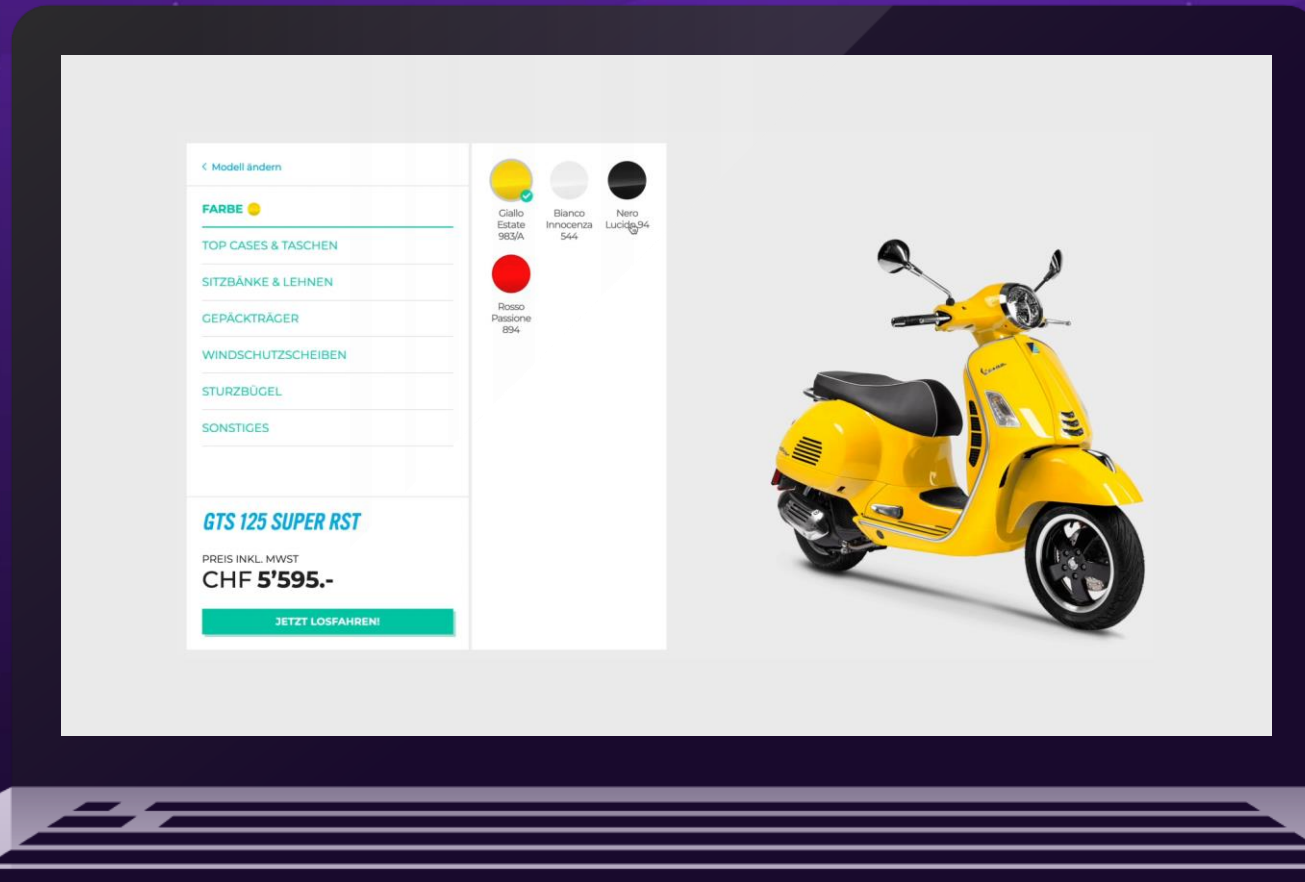 < Modell ändern
FARBE
TOP CASES & TASCHEN
SITZBÄNKE & LEHNEN
GEPÄCKTRÄGER
WINDSCHUTZSCHEIBEN
STURZBÜGEL
SONSTIGES
GTS 125 SUPER RST
PREIS INKL. MWST
CHF 5'595.-
JETZT LOSFAHREN!
Giallo
Estate
983/A
Bianco
Innocenza
544
Nero
Lucido 94
Rosso
Passione
894
Vespa